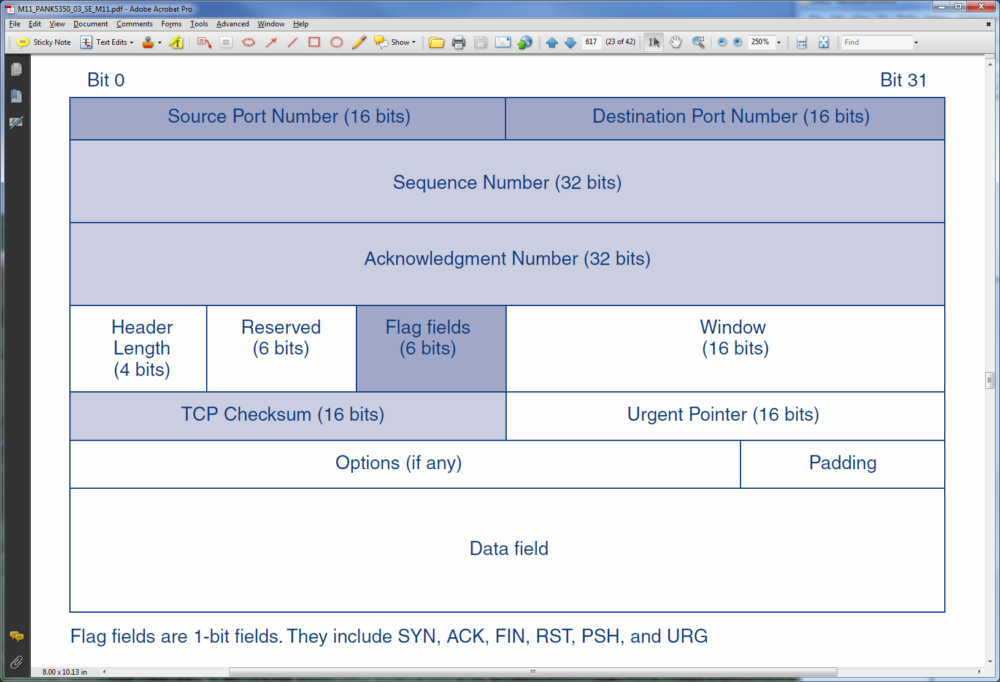 M11_PANK5350_03_SE_M11.pdf - Adobe Acrobat Pro
File Edit View Document Comments Forms Tools Advanced Window Help
Sticky Note Text Edits Show 617 (23 of 42) 250% Find
Bit 0 Bit 31
Source Port Number (16 bits) Destination Port Number (16 bits)
Sequence Number (32 bits)
Acknowledgment Number (32 bits)
Header
Length
(4 bits)
Reserved
(6 bits)
Flag fields
(6 bits)
Window
(16 bits)
TCP Checksum (16 bits) Urgent Pointer (16 bits)
Options (if any) Padding
Data field
Flag fields are 1-bit fields. They include SYN, ACK, FIN, RST, PSH, and URG
8.00 x 10.13 in